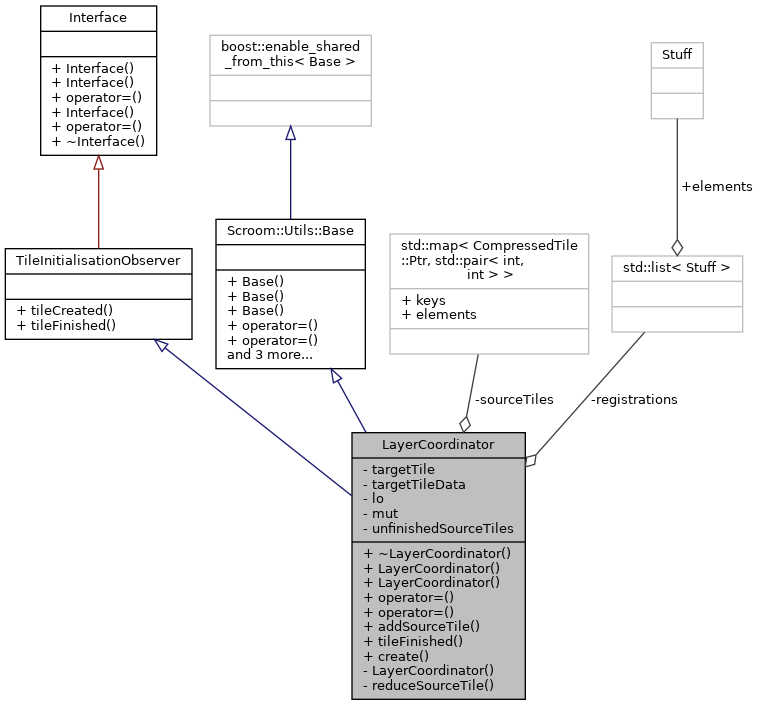 Interface
+ Interface()
+ Interface()
+ operator=()
+ Interface()
+ operator=()
+ ~Interface()
boost::enable_shared
_from_this< Base >
Stuff
+elements
TileInitialisationObserver
+ tileCreated()
+ tileFinished()
Scroom::Utils::Base
+ Base()
+ Base()
+ Base()
+ operator=()
+ operator=()
and 3 more...
std::map< CompressedTile
::Ptr, std::pair< int,
int > >
+ keys
+ elements
std::list< Stuff >
-sourceTiles
-registrations
LayerCoordinator
- targetTile
- targetTileData
- lo
- mut
- unfinishedSourceTiles
+ ~LayerCoordinator()
+ LayerCoordinator()
+ LayerCoordinator()
+ operator=()
+ operator=()
+ addSourceTile()
+ tileFinished()
+ create()
- LayerCoordinator()
- reduceSourceTile()